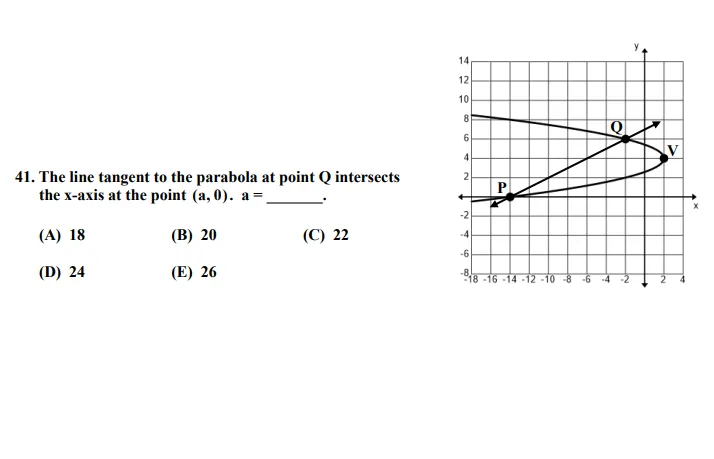 y
14
12
10
8
6
4
2
-2
-4
-6
-8
-18 -16 -14 -12 -10 -8 -6 -4 -2 2 4
x
Q
V
P
41. The line tangent to the parabola at point Q intersects
the x-axis at the point (a, 0). a = _______.
(A) 18 (B) 20 (C) 22
(D) 24 (E) 26